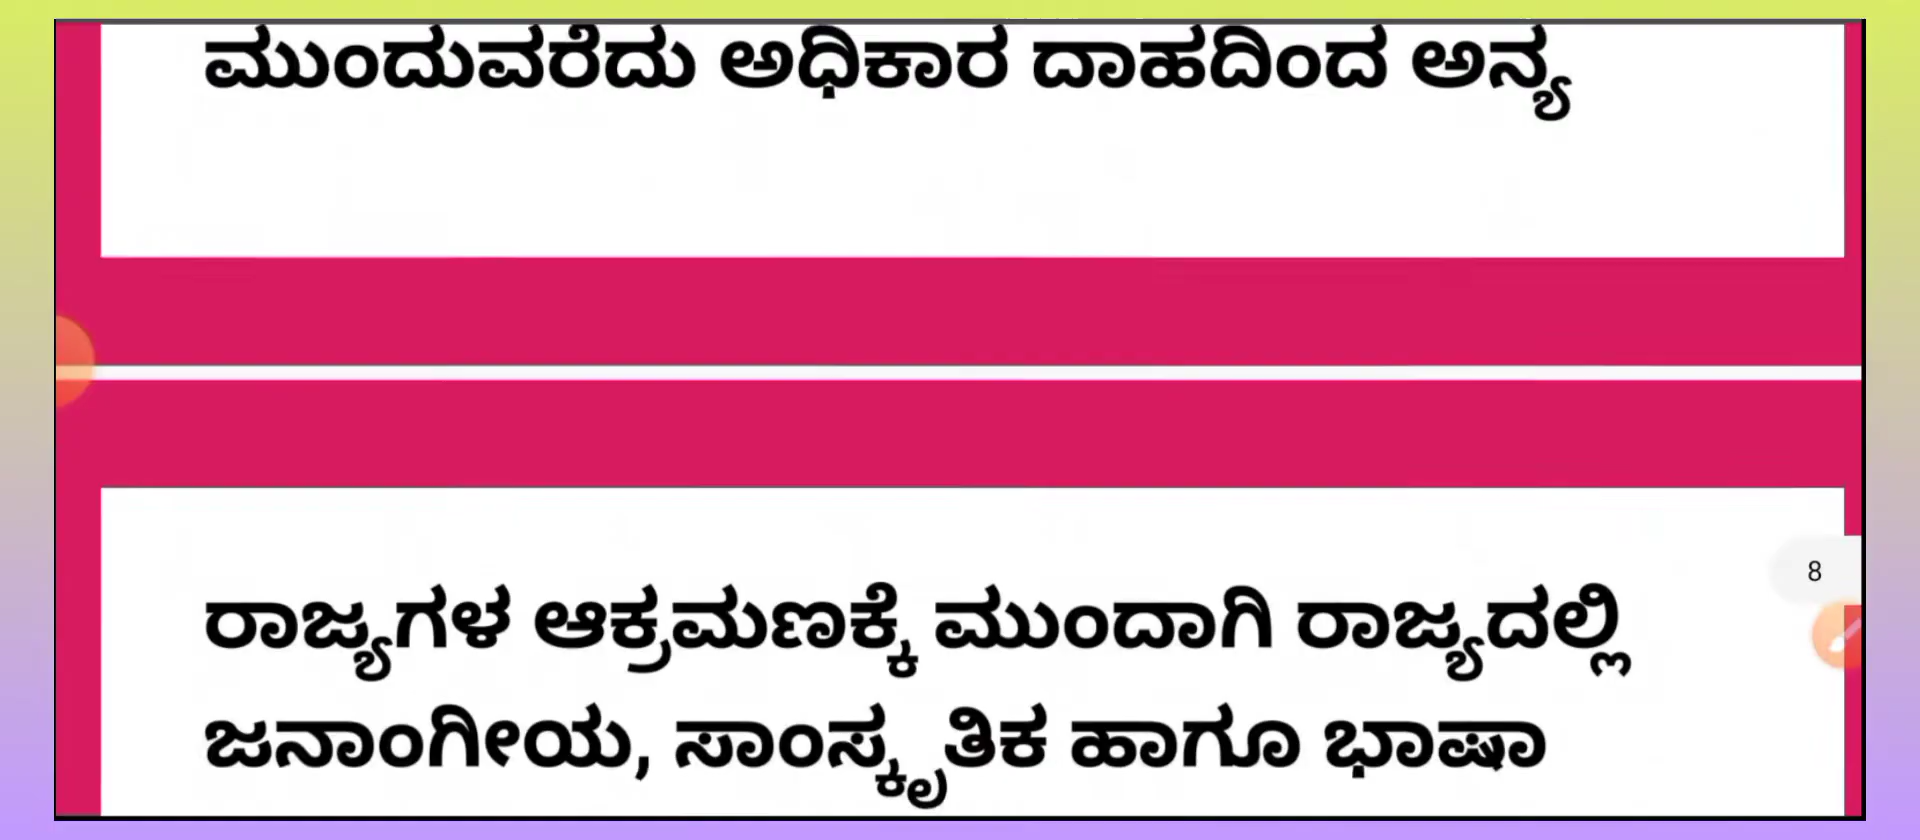 ಮುಂದುವರೆದು ಅಧಿಕಾರ ದಾಹದಿಂದ ಅನ್ಯ
8
ರಾಜ್ಯಗಳ ಆಕ್ರಮಣಕ್ಕೆ ಮುಂದಾಗಿ ರಾಜ್ಯದಲ್ಲಿ
ಜನಾಂಗೀಯ, ಸಾಂಸ್ಕೃತಿಕ ಹಾಗೂ ಭಾಷಾ